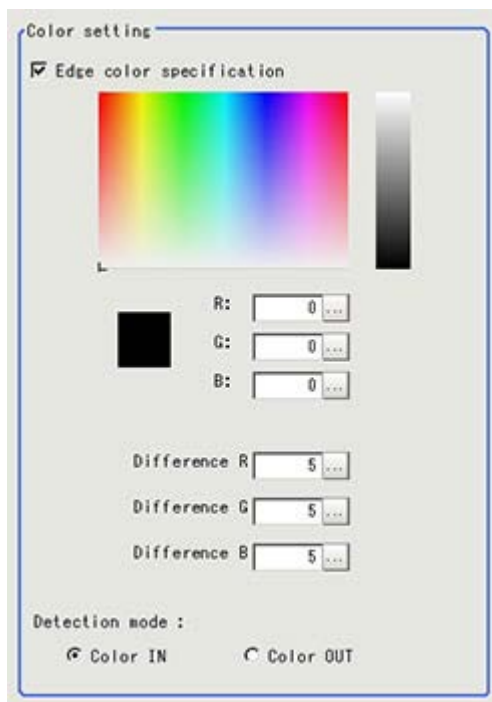 Color setting
Edge color specification
R: 0 ...
G: 0 ...
B: 0 ...
Difference R 5 ...
Difference G 5 ...
Difference B 5 ...
Detection mode :
Color IN Color OUT